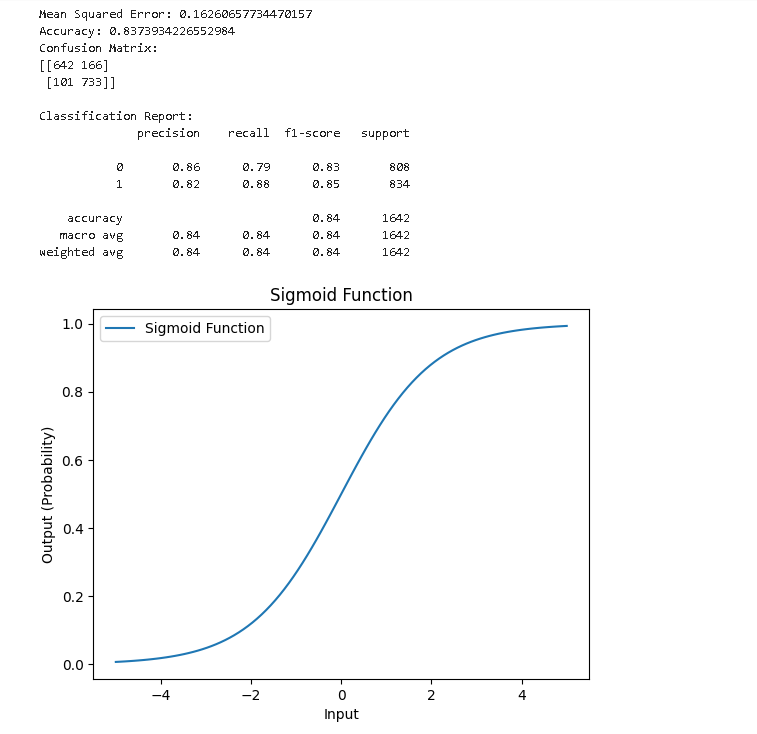 Mean Squared Error: 0.16260657734470157
Accuracy: 0.8373934226552984
Confusion Matrix:
[[642 166]
 [101 733]]
Classification Report:
precision recall f1-score support
0 0.86 0.79 0.83 808
1 0.82 0.88 0.85 834
accuracy 0.84 1642
macro avg 0.84 0.84 0.84 1642
weighted avg 0.84 0.84 0.84 1642
Sigmoid Function
Sigmoid Function
1.0
0.8
0.6
0.4
0.2
0.0
Output (Probability)
−4 −2 0 2 4
Input